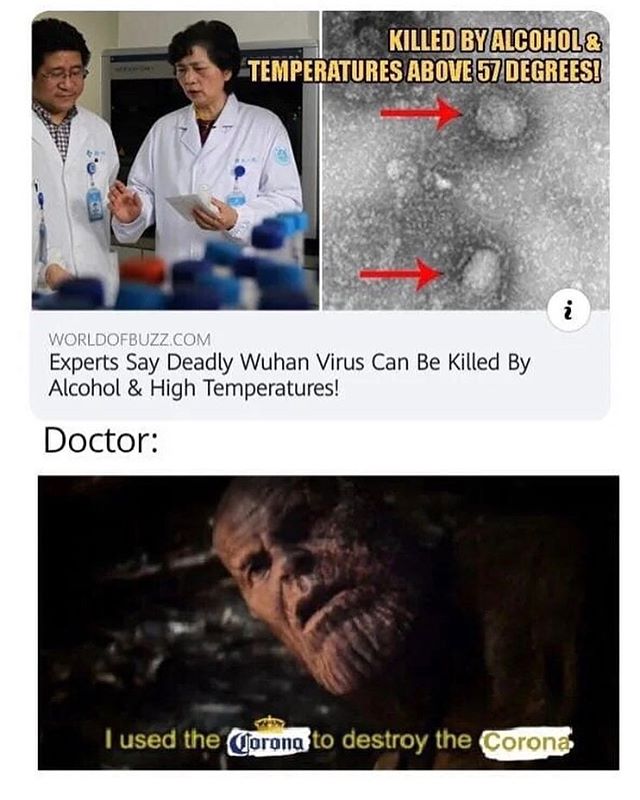 KILLED BY ALCOHOL &
TEMPERATURES ABOVE 57 DEGREES!
WORLDOFBUZZ.COM
Experts Say Deadly Wuhan Virus Can Be Killed By
Alcohol & High Temperatures!
Doctor:
I used the Corona to destroy the Corona